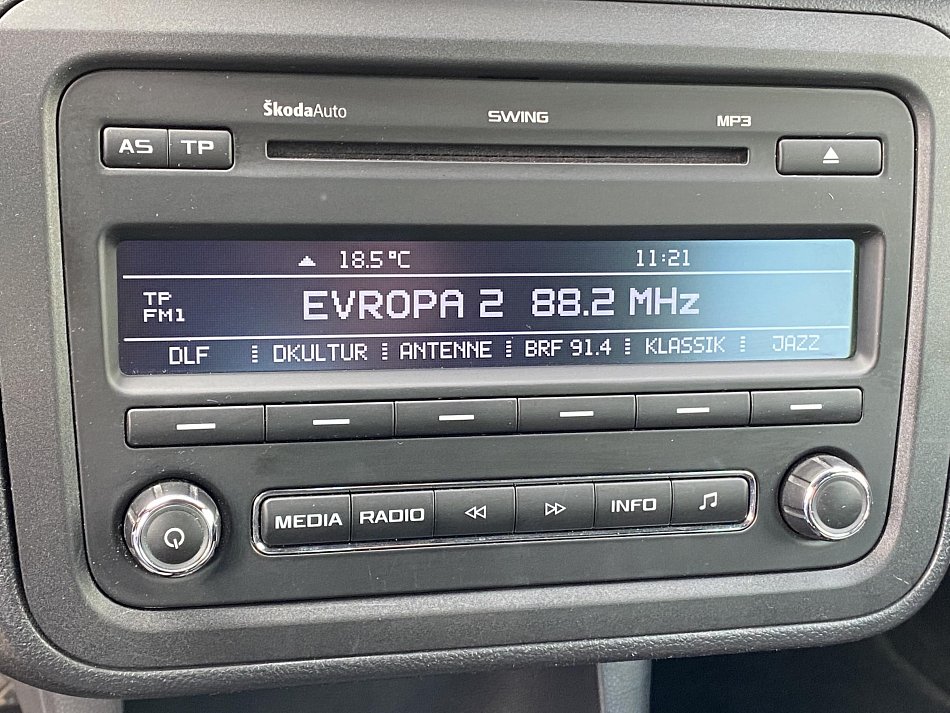 ŠkodaAuto SWING MP3
AS TP
18.5°C 11:21
TP
FM1
EVROPA 2 88.2 MHz
DLF DKULTUR ANTENNE BRF 91.4 KLASSIK JAZZ
MEDIA RADIO INFO